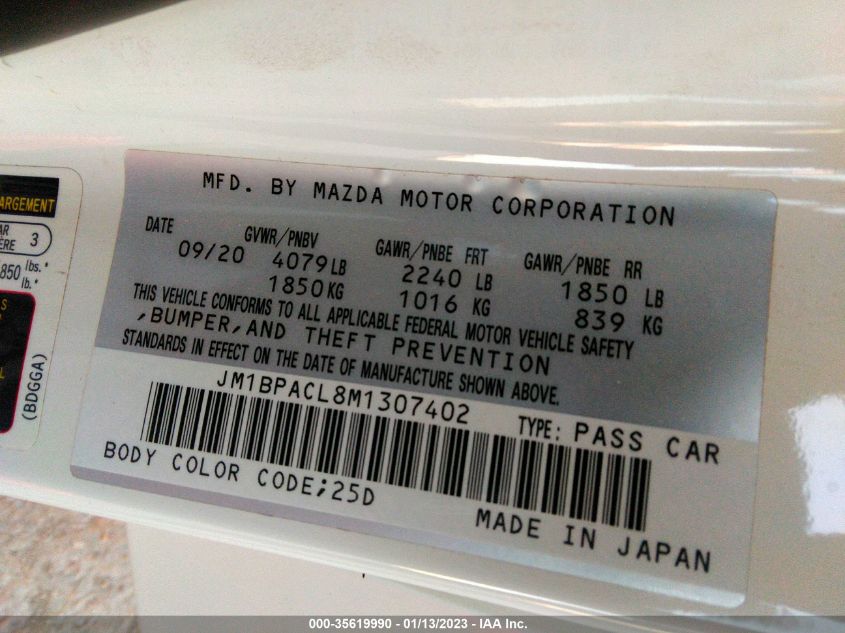 ARGEMENT
3
850 lbs.*
lb.*
(BDGGA)
MFD. BY MAZDA MOTOR CORPORATION
DATE GVWR/PNBV GAWR/PNBE FRT GAWR/PNBE RR
09/20 4079LB 2240 LB 1850 LB
1850KG 1016 KG 839 KG
THIS VEHICLE CONFORMS TO ALL APPLICABLE FEDERAL MOTOR VEHICLE SAFETY
,BUMPER,AND THEFT PREVENTION
STANDARDS IN EFFECT ON THE DATE OF MANUFACTURE SHOWN ABOVE.
JM1BPACL8M1307402 TYPE: PASS CAR
BODY COLOR CODE;25D
MADE IN JAPAN
000-35619990 - 01/13/2023 - IAA Inc.